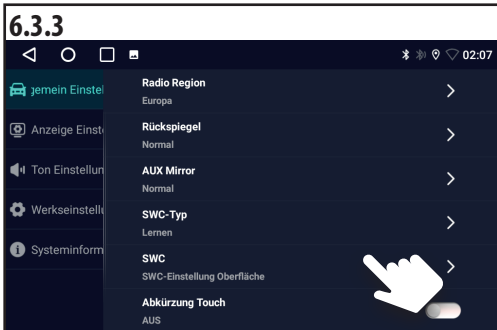 6.3.3
02:07
gemein Einstel
Anzeige Einst
Ton Einstellun
Werkseinstell
Systeminform
Radio Region
Europa
Rückspiegel
Normal
AUX Mirror
Normal
SWC-Typ
Lernen
SWC
SWC-Einstellung Oberfläche
Abkürzung Touch
AUS